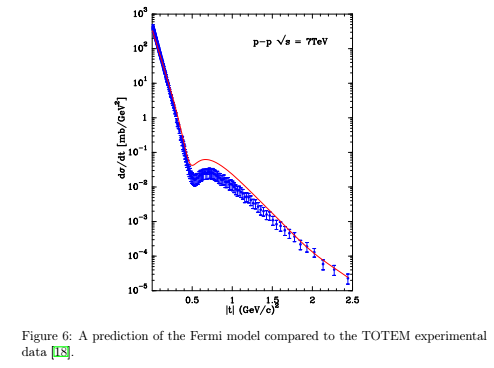 10³
p-p √s = 7TeV
10²
10
1
10⁻¹
10⁻²
10⁻³
10⁻⁴
10⁻⁵
dσ/dt [mb/GeV²]
0.5 1 1.5 2 2.5
|t| (GeV/c)²
Figure 6: A prediction of the Fermi model compared to the TOTEM experimental
data [18].